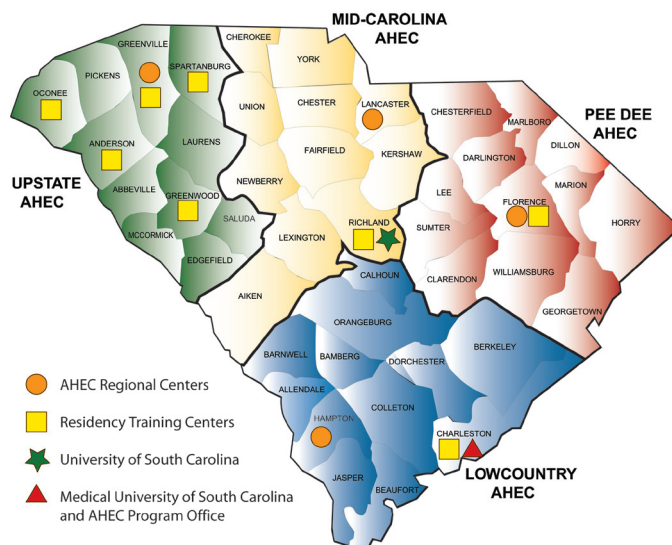 MID-CAROLINA
AHEC
CHEROKEE
YORK
GREENVILLE
SPARTANBURG
PICKENS
OCONEE
UNION
CHESTER
LANCASTER
CHESTERFIELD
MARLBORO
PEE DEE
AHEC
ANDERSON
LAURENS
FAIRFIELD
KERSHAW
DARLINGTON
DILLON
UPSTATE
AHEC
ABBEVILLE
GREENWOOD
NEWBERRY
LEE
MARION
FLORENCE
HORRY
SALUDA
RICHLAND
SUMTER
MCCORMICK
LEXINGTON
EDGEFIELD
CALHOUN
CLARENDON
WILLIAMSBURG
AIKEN
GEORGETOWN
ORANGEBURG
BARNWELL
BAMBERG
DORCHESTER
BERKELEY
AHEC Regional Centers
ALLENDALE
COLLETON
HAMPTON
Residency Training Centers
CHARLESTON
University of South Carolina
LOWCOUNTRY
AHEC
JASPER
BEAUFORT
Medical University of South Carolina
and AHEC Program Office